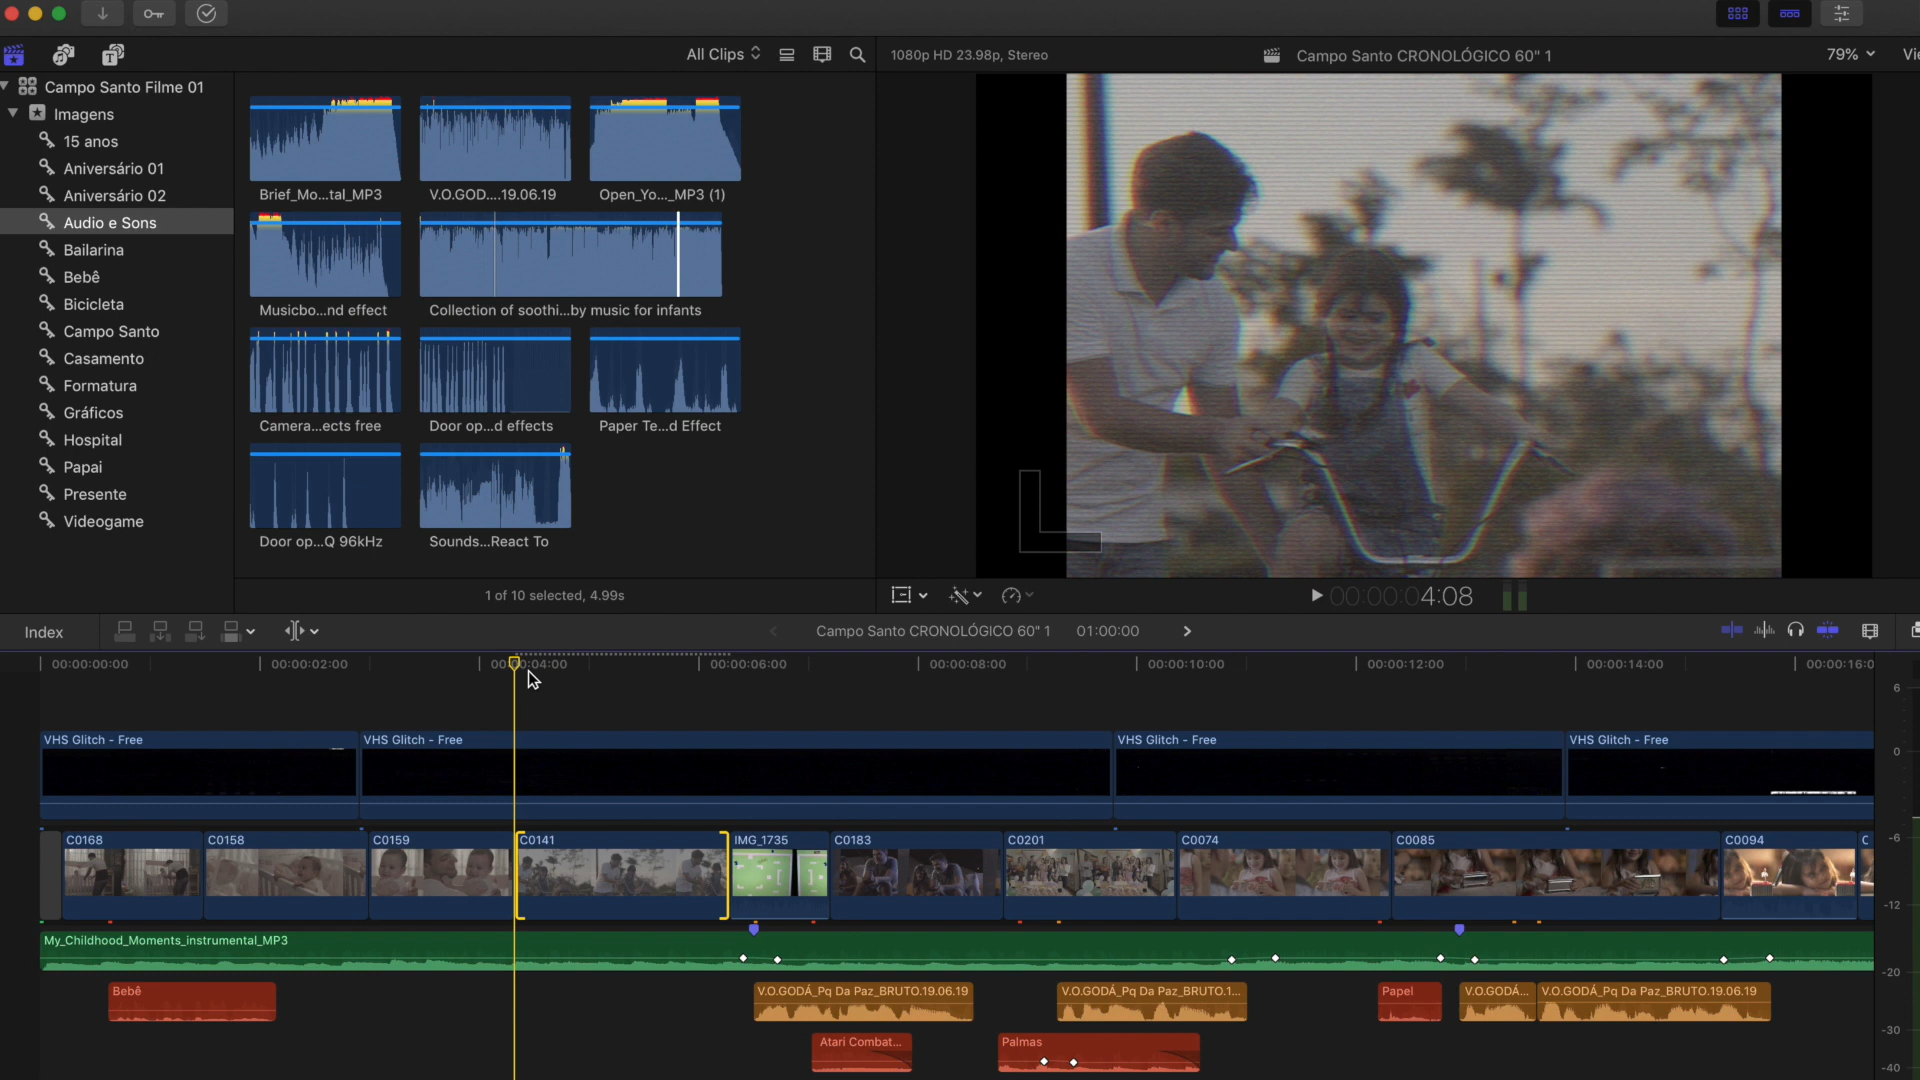 All Clips
1080p HD 23.98p, Stereo
Campo Santo CRONOLÓGICO 60" 1
79%
Vie
Campo Santo Filme 01
Imagens
15 anos
Aniversário 01
Aniversário 02
Audio e Sons
Bailarina
Bebê
Bicicleta
Campo Santo
Casamento
Formatura
Gráficos
Hospital
Papai
Presente
Videogame
Brief_Mo...tal_MP3
V.O.GOD....19.06.19
Open_Yo..._MP3 (1)
Musicbo...nd effect
Collection of soothi...by music for infants
Camera...ects free
Door op...d effects
Paper Te...d Effect
Door op...Q 96kHz
Sounds...React To
1 of 10 selected, 4.99s
00:00:04:08
Index
Campo Santo CRONOLÓGICO 60" 1
01:00:00
00:00:00:00
00:00:02:00
00:00:04:00
00:00:06:00
00:00:08:00
00:00:10:00
00:00:12:00
00:00:14:00
00:00:16:0
6
0
-6
-12
-20
-30
-40
VHS Glitch - Free
VHS Glitch - Free
VHS Glitch - Free
VHS Glitch - Free
C0168
C0158
C0159
C0141
IMG_1735
C0183
C0201
C0074
C0085
C0094
C
My_Childhood_Moments_instrumental_MP3
Bebê
V.O.GODÁ_Pq Da Paz_BRUTO.19.06.19
V.O.GODÁ_Pq Da Paz_BRUTO.1...
Papel
V.O.GODÁ...
V.O.GODÁ_Pq Da Paz_BRUTO.19.06.19
Atari Combat...
Palmas